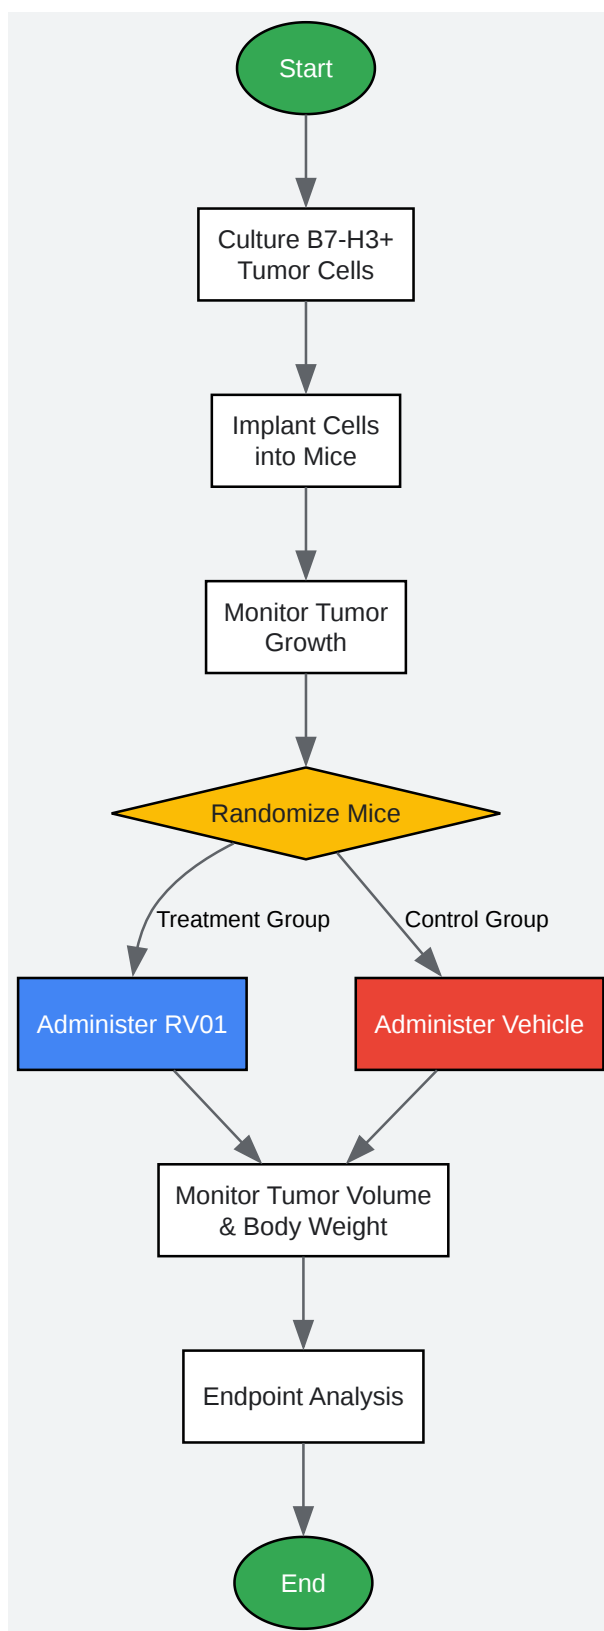 Start
Culture B7-H3+
Tumor Cells
Implant Cells
into Mice
Monitor Tumor
Growth
Randomize Mice
Treatment Group
Control Group
Administer RV01
Administer Vehicle
Monitor Tumor Volume
& Body Weight
Endpoint Analysis
End